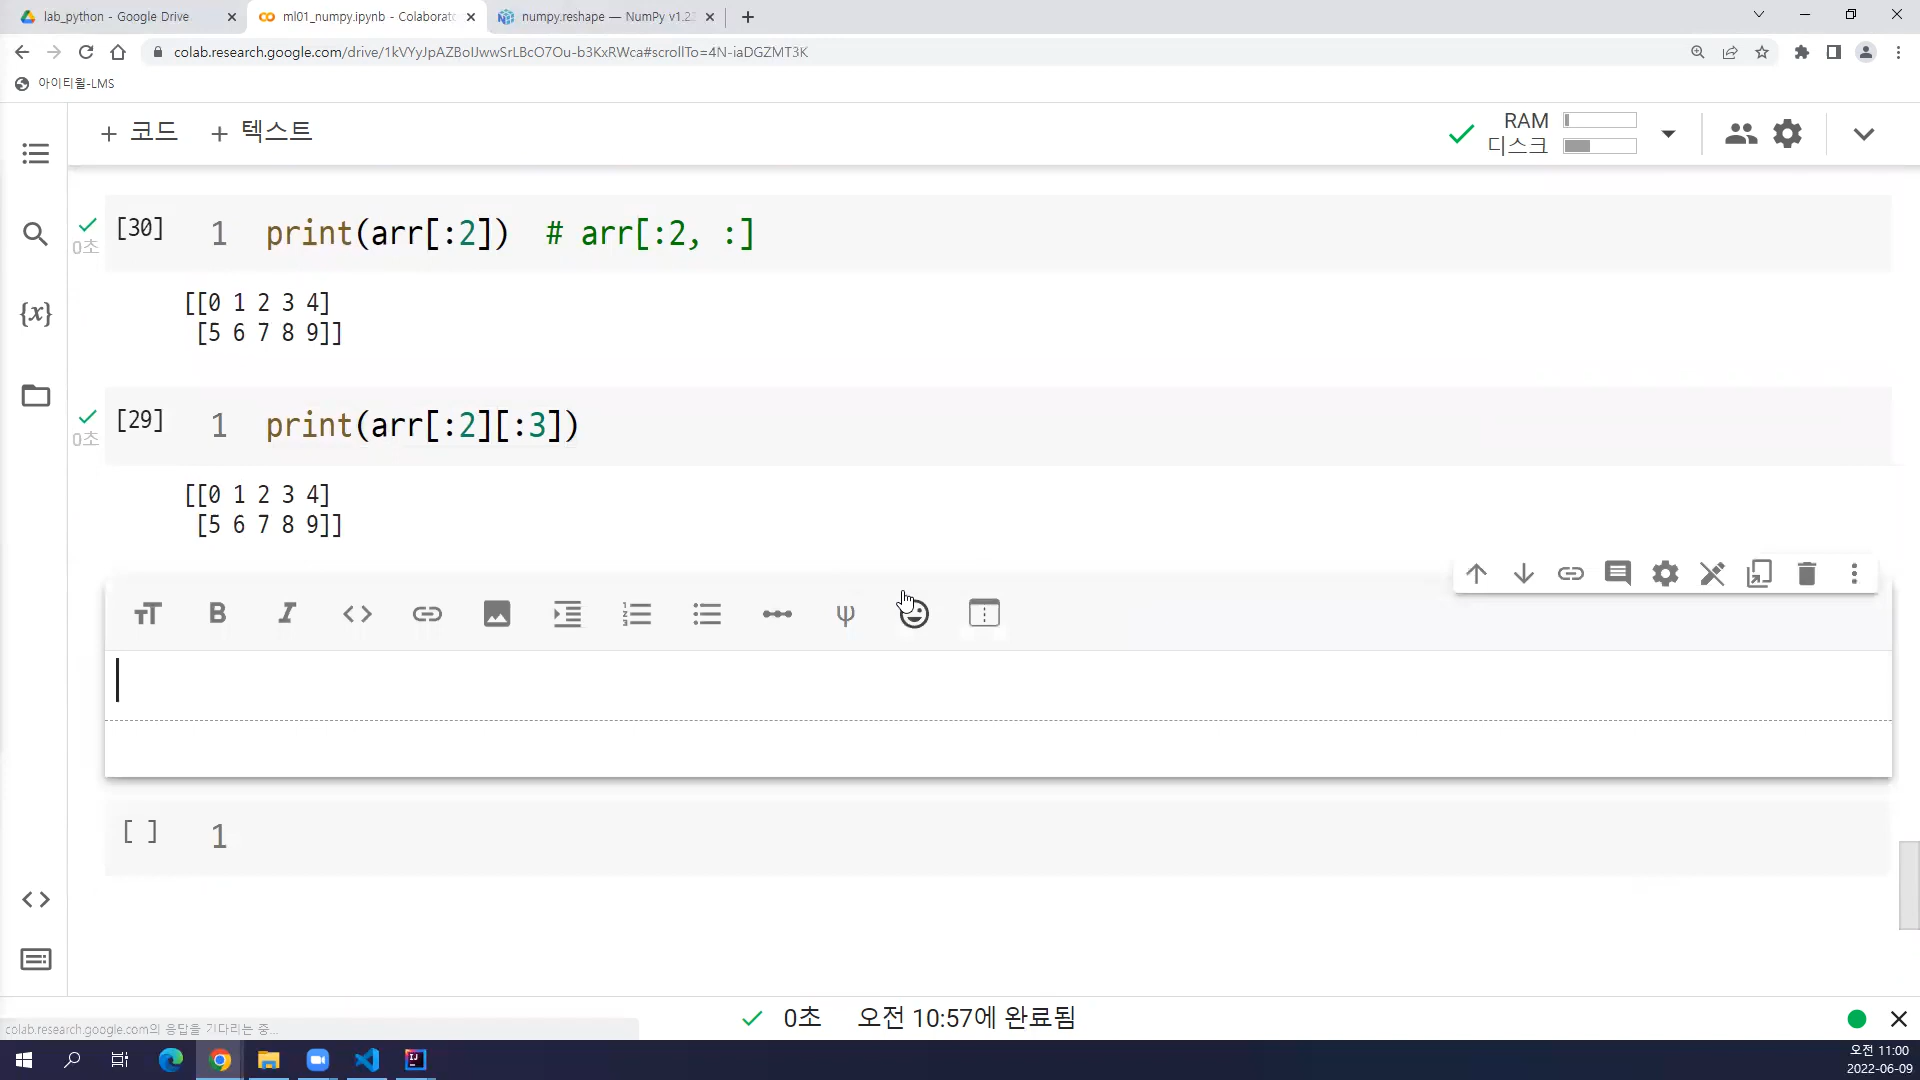 lab_python - Google Drive
ml01_numpy.ipynb - Colaborato
numpy.reshape — NumPy v1.2
colab.research.google.com/drive/1kVYyJpAZBolJwwSrLBcO7Ou-b3KxRWca#scrollTo=4N-iaDGZMT3K
아이티윌-LMS
+ 코드 + 텍스트
RAM
디스크
{x}
0초
[30] 1 print(arr[:2]) # arr[:2, :]
[[0 1 2 3 4]
[5 6 7 8 9]]
0초
[29] 1 print(arr[:2][:3])
[[0 1 2 3 4]
[5 6 7 8 9]]
[ ] 1
0초 오전 10:57에 완료됨
colab.research.google.com의 응답을 기다리는 중...
오전 11:00
2022-06-09